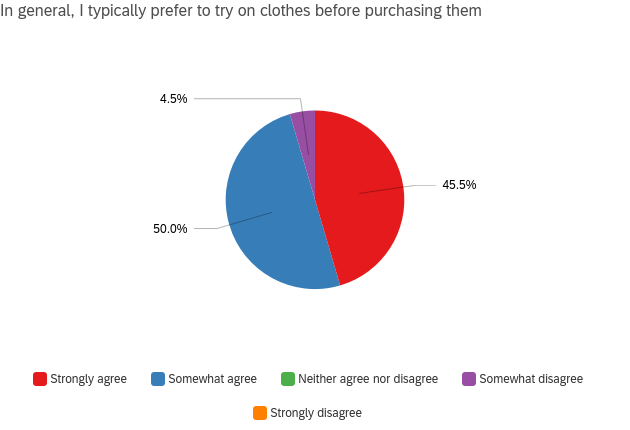 In general, I typically prefer to try on clothes before purchasing them
4.5%
45.5%
50.0%
Strongly agree
Somewhat agree
Neither agree nor disagree
Somewhat disagree
Strongly disagree